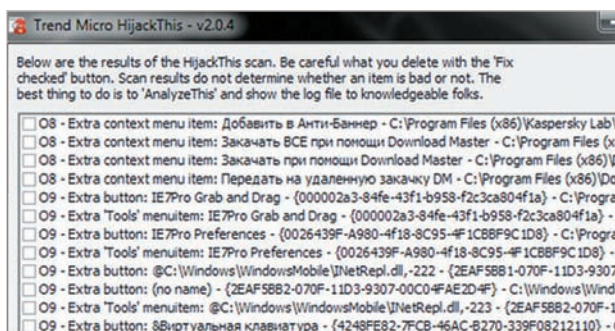 Trend Micro HijackThis - v2.0.4
Below are the results of the HijackThis scan. Be careful what you delete with the 'Fix
checked' button. Scan results do not determine whether an item is bad or not. The
best thing to do is to 'AnalyzeThis' and show the log file to knowledgeable folks.
O8 - Extra context menu item: Добавить в Анти-Баннер - C:\Program Files (x86)\Kaspersky Lab\
O8 - Extra context menu item: Закачать ВСЕ при помощи Download Master - C:\Program Files (x
O8 - Extra context menu item: Закачать при помощи Download Master - C:\Program Files (x86)\D
O8 - Extra context menu item: Передать на удаленную закачку DM - C:\Program Files (x86)\Do
O9 - Extra button: IE7Pro Grab and Drag - {000002a3-84fe-43f1-b958-f2c3ca804f1a} - C:\Progra
O9 - Extra 'Tools' menuitem: IE7Pro Grab and Drag - {000002a3-84fe-43f1-b958-f2c3ca804f1a} -
O9 - Extra button: IE7Pro Preferences - {0026439F-A980-4f18-8C95-4F1CBBF9C1D8} - C:\Progra
O9 - Extra 'Tools' menuitem: IE7Pro Preferences - {0026439F-A980-4f18-8C95-4F1CBBF9C1D8} -
O9 - Extra button: @C:\Windows\WindowsMobile\INetRepl.dll,-222 - {2EAF5BB1-070F-11D3-9307
O9 - Extra button: (no name) - {2EAF5BB2-070F-11D3-9307-00C04FAE2D4F} - C:\Windows\Wind
O9 - Extra 'Tools' menuitem: @C:\Windows\WindowsMobile\INetRepl.dll,-223 - {2EAF5BB2-070F-
O9 - Extra button: &Виртуальная клавиатура - {4248FE82-7FCB-46AC-B270-339F08212110} -